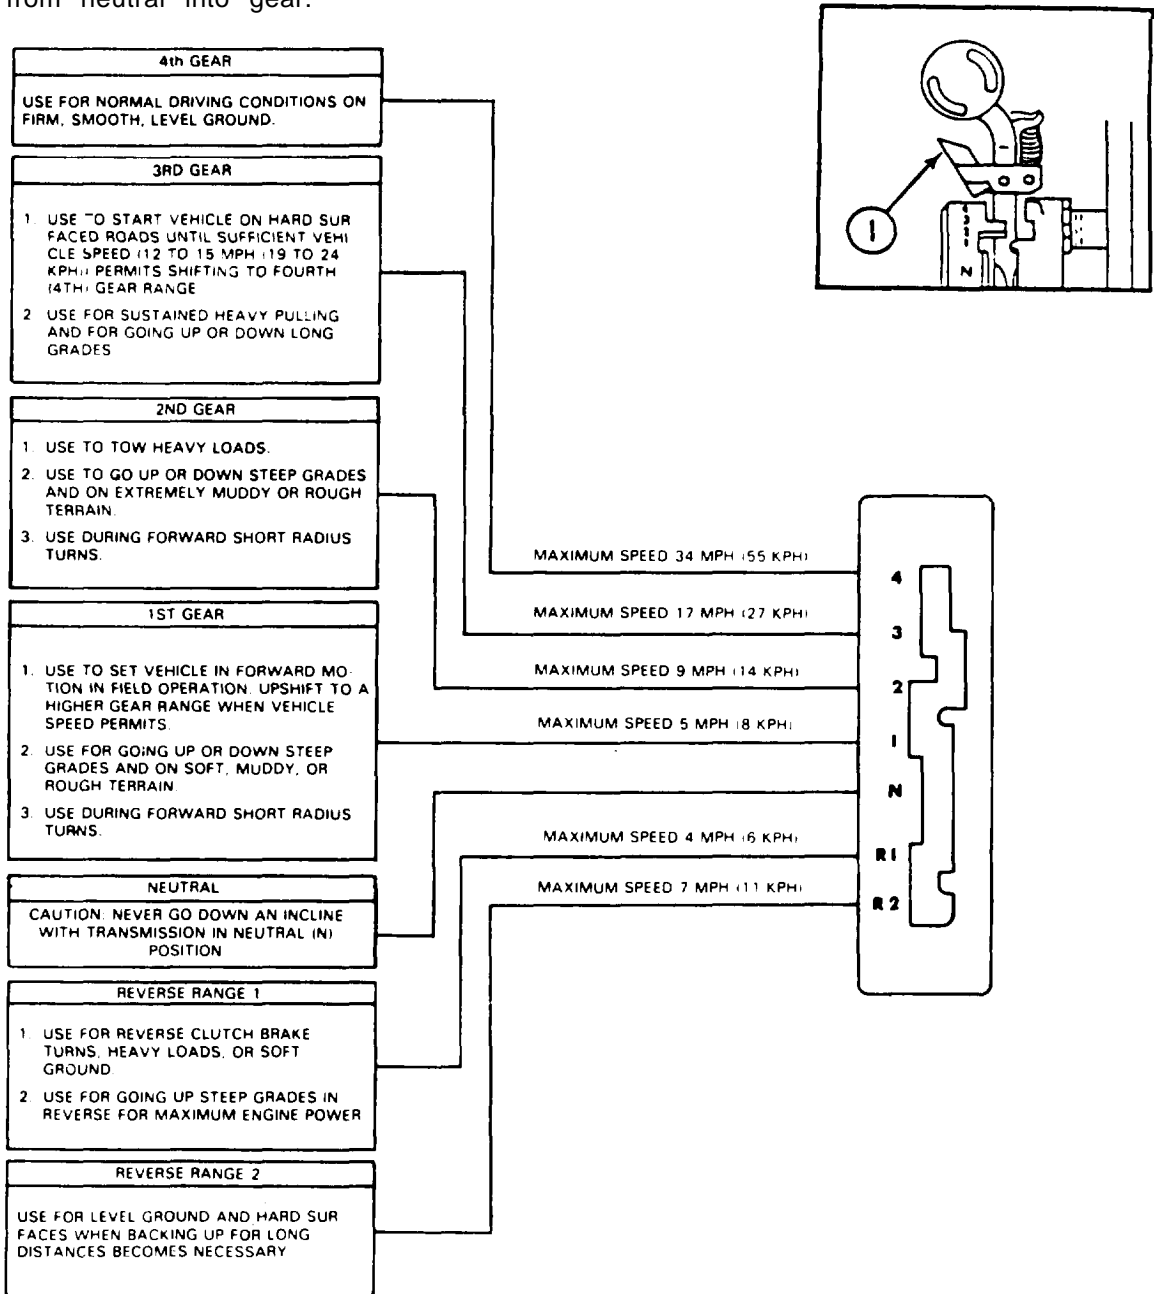 from neutral into gear.
4th GEAR
USE FOR NORMAL DRIVING CONDITIONS ON
FIRM, SMOOTH, LEVEL GROUND.
3RD GEAR
1. USE TO START VEHICLE ON HARD SUR
FACED ROADS UNTIL SUFFICIENT VEHI
CLE SPEED (12 TO 15 MPH (19 TO 24
KPH)) PERMITS SHIFTING TO FOURTH
(4TH) GEAR RANGE
2 USE FOR SUSTAINED HEAVY PULLING
AND FOR GOING UP OR DOWN LONG
GRADES
2ND GEAR
1. USE TO TOW HEAVY LOADS.
2. USE TO GO UP OR DOWN STEEP GRADES
AND ON EXTREMELY MUDDY OR ROUGH
TERRAIN.
3. USE DURING FORWARD SHORT RADIUS
TURNS.
1ST GEAR
1. USE TO SET VEHICLE IN FORWARD MO-
TION IN FIELD OPERATION. UPSHIFT TO A
HIGHER GEAR RANGE WHEN VEHICLE
SPEED PERMITS.
2. USE FOR GOING UP OR DOWN STEEP
GRADES AND ON SOFT, MUDDY, OR
ROUGH TERRAIN.
3. USE DURING FORWARD SHORT RADIUS
TURNS.
NEUTRAL
CAUTION: NEVER GO DOWN AN INCLINE
WITH TRANSMISSION IN NEUTRAL (N)
POSITION
REVERSE RANGE 1
1. USE FOR REVERSE CLUTCH BRAKE
TURNS, HEAVY LOADS, OR SOFT
GROUND.
2. USE FOR GOING UP STEEP GRADES IN
REVERSE FOR MAXIMUM ENGINE POWER
REVERSE RANGE 2
USE FOR LEVEL GROUND AND HARD SUR
FACES WHEN BACKING UP FOR LONG
DISTANCES BECOMES NECESSARY
1
N
MAXIMUM SPEED 34 MPH (55 KPH)
MAXIMUM SPEED 17 MPH (27 KPH)
MAXIMUM SPEED 9 MPH (14 KPH)
MAXIMUM SPEED 5 MPH (8 KPH)
MAXIMUM SPEED 4 MPH (6 KPH)
MAXIMUM SPEED 7 MPH (11 KPH)
4
3
2
1
N
R1
R2